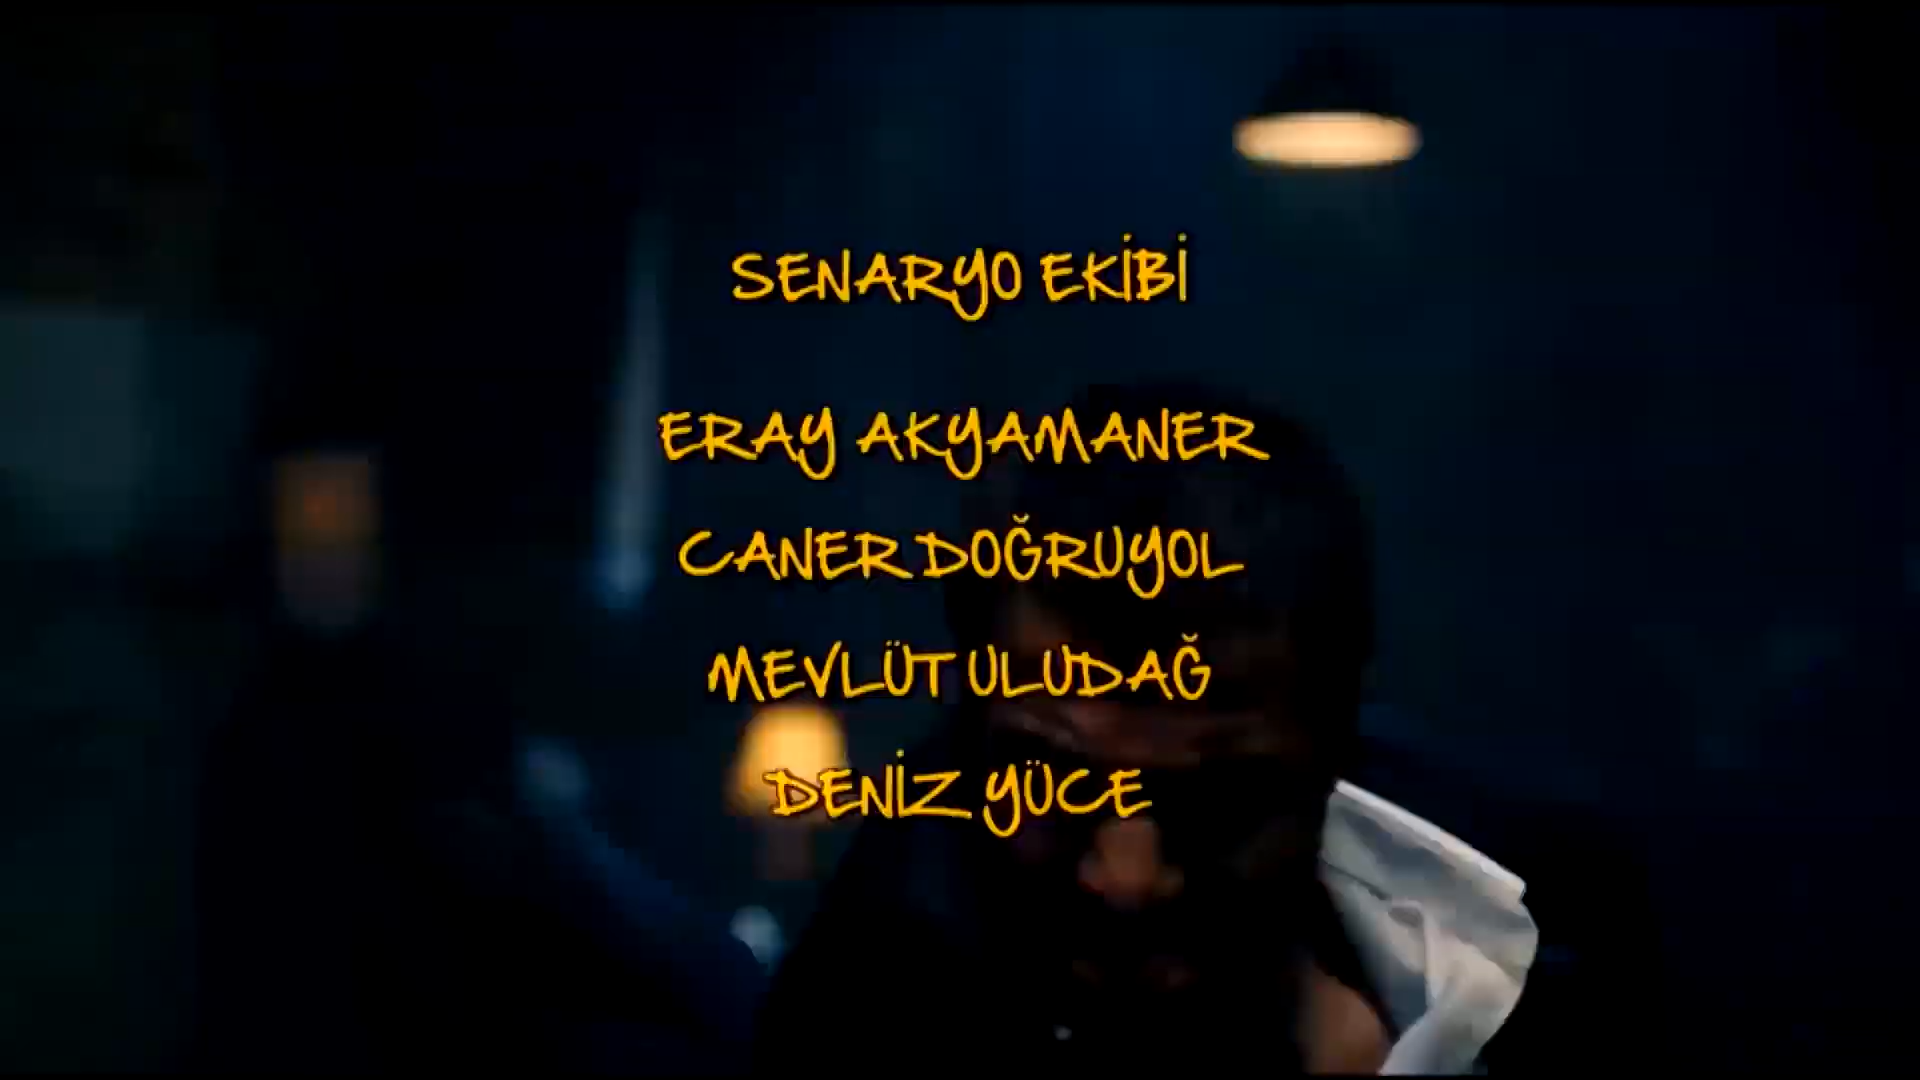 SENARYO EKİBİ
ERAY AKYAMANER
CANER DOĞRUYOL
MEVLÜT ULUDAĞ
DENİZ YÜCE